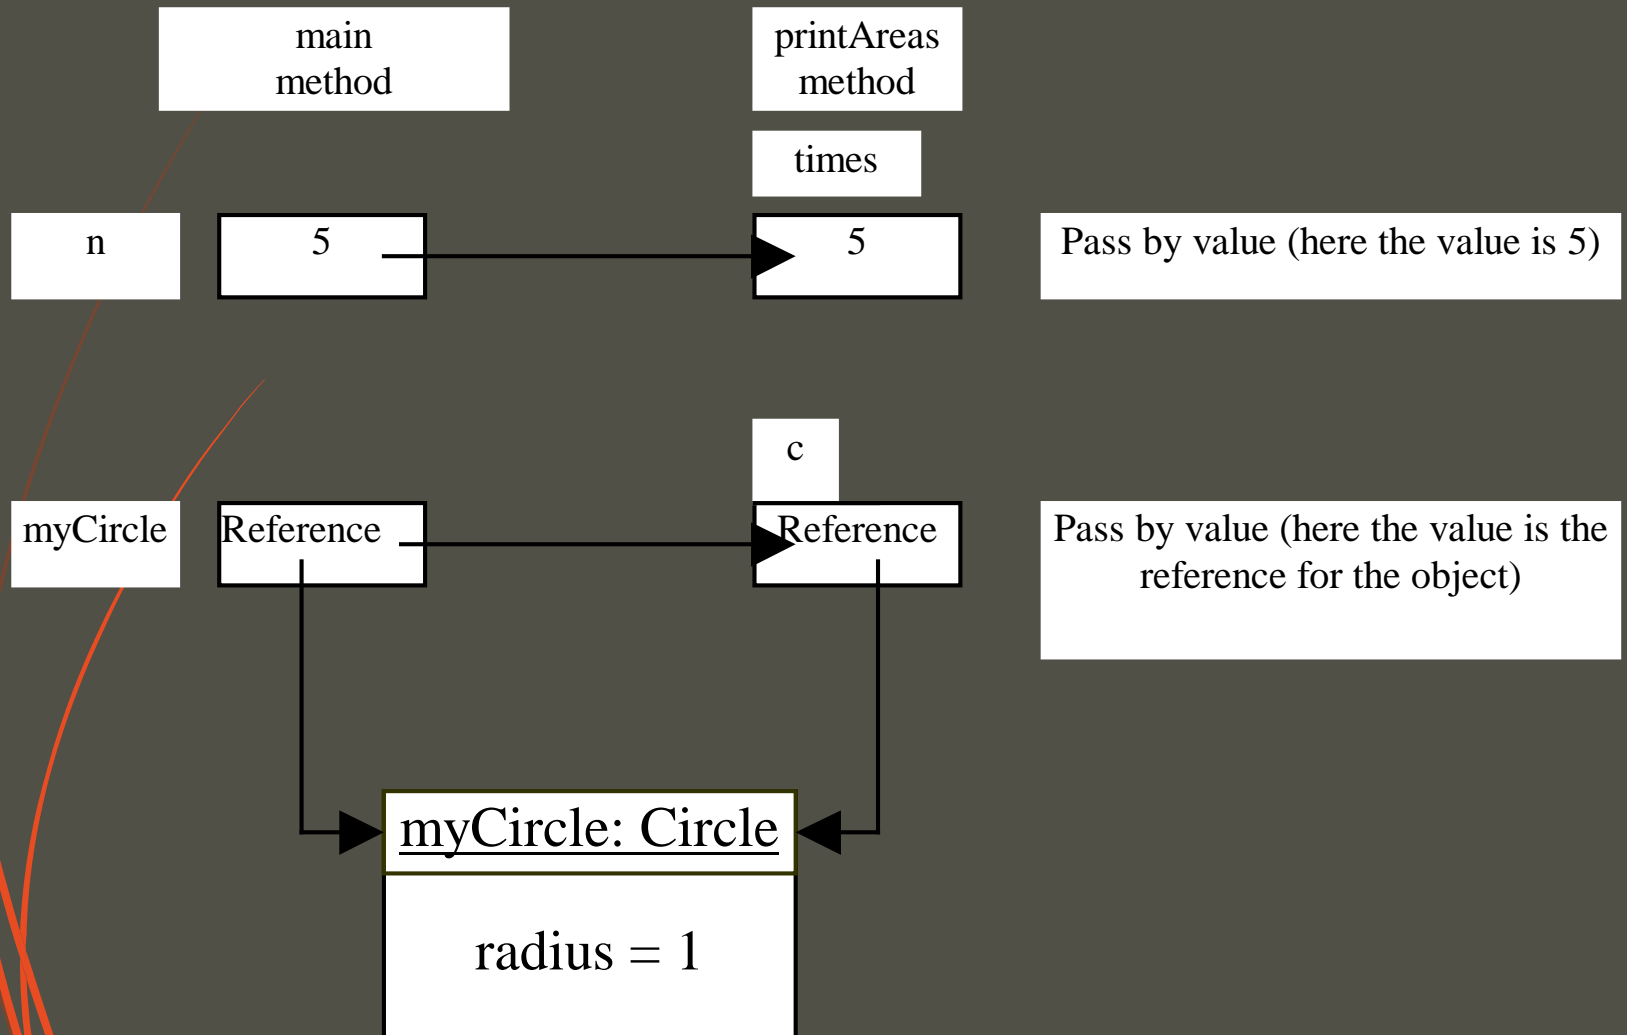 main
method
printAreas
method
times
n
5
5
Pass by value (here the value is 5)
c
myCircle
Reference
Reference
Pass by value (here the value is the
reference for the object)
myCircle: Circle
radius = 1